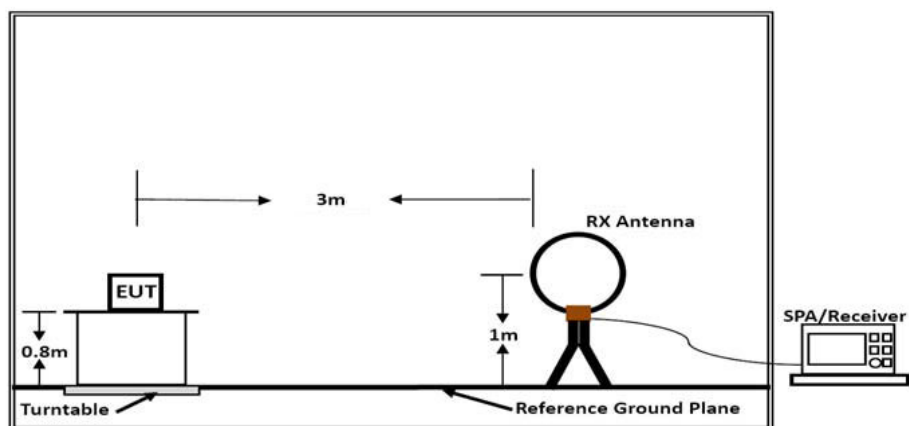 3m
RX Antenna
EUT
SPA/Receiver
0.8m
1m
Turntable
Reference Ground Plane